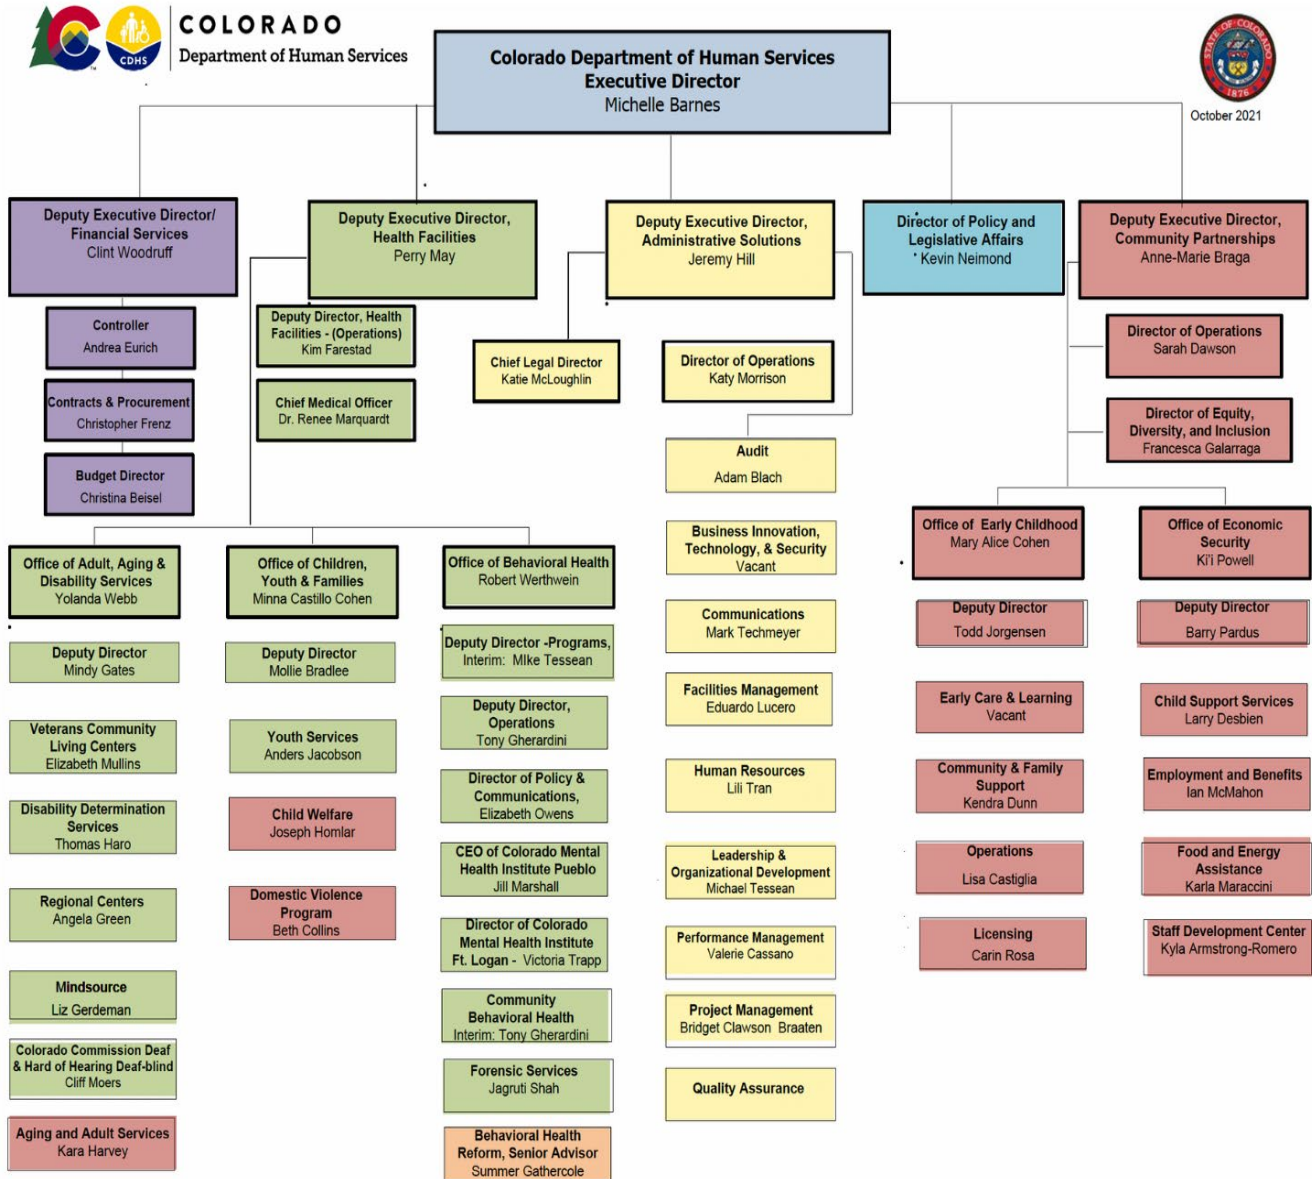 COLORADO
Department of Human Services
CDHS
Colorado Department of Human Services
Executive Director
Michelle Barnes
STATE OF COLORADO
1876
October 2021
Deputy Executive Director/
Financial Services
Clint Woodruff
Deputy Executive Director,
Health Facilities
Perry May
Deputy Executive Director,
Administrative Solutions
Jeremy Hill
Director of Policy and
Legislative Affairs
Kevin Neimond
Deputy Executive Director,
Community Partnerships
Anne-Marie Braga
Controller
Andrea Eurich
Contracts & Procurement
Christopher Frenz
Budget Director
Christina Beisel
Deputy Director, Health
Facilities - (Operations)
Kim Farestad
Chief Medical Officer
Dr. Renee Marquardt
Chief Legal Director
Katie McLoughlin
Director of Operations
Katy Morrison
Director of Operations
Sarah Dawson
Director of Equity,
Diversity, and Inclusion
Francesca Galarraga
Office of Adult, Aging &
Disability Services
Yolanda Webb
Deputy Director
Mindy Gates
Veterans Community
Living Centers
Elizabeth Mullins
Disability Determination
Services
Thomas Haro
Regional Centers
Angela Green
Mindsource
Liz Gerdeman
Colorado Commission Deaf
& Hard of Hearing Deaf-blind
Cliff Moers
Aging and Adult Services
Kara Harvey
Office of Children,
Youth & Families
Minna Castillo Cohen
Deputy Director
Mollie Bradlee
Youth Services
Anders Jacobson
Child Welfare
Joseph Homlar
Domestic Violence
Program
Beth Collins
Office of Behavioral Health
Robert Werthwein
Deputy Director -Programs,
Interim: MIke Tessean
Deputy Director,
Operations
Tony Gherardini
Director of Policy &
Communications,
Elizabeth Owens
CEO of Colorado Mental
Health Institute Pueblo
Jill Marshall
Director of Colorado
Mental Health Institute
Ft. Logan - Victoria Trapp
Community
Behavioral Health
Interim: Tony Gherardini
Forensic Services
Jagruti Shah
Behavioral Health
Reform, Senior Advisor
Summer Gathercole
Audit
Adam Blach
Business Innovation,
Technology, & Security
Vacant
Communications
Mark Techmeyer
Facilities Management
Eduardo Lucero
Human Resources
Lili Tran
Leadership &
Organizational Development
Michael Tessean
Performance Management
Valerie Cassano
Project Management
Bridget Clawson Braaten
Quality Assurance
Office of Early Childhood
Mary Alice Cohen
Deputy Director
Todd Jorgensen
Early Care & Learning
Vacant
Community & Family
Support
Kendra Dunn
Operations
Lisa Castiglia
Licensing
Carin Rosa
Office of Economic
Security
Ki'i Powell
Deputy Director
Barry Pardus
Child Support Services
Larry Desbien
Employment and Benefits
Ian McMahon
Food and Energy
Assistance
Karla Maraccini
Staff Development Center
Kyla Armstrong-Romero